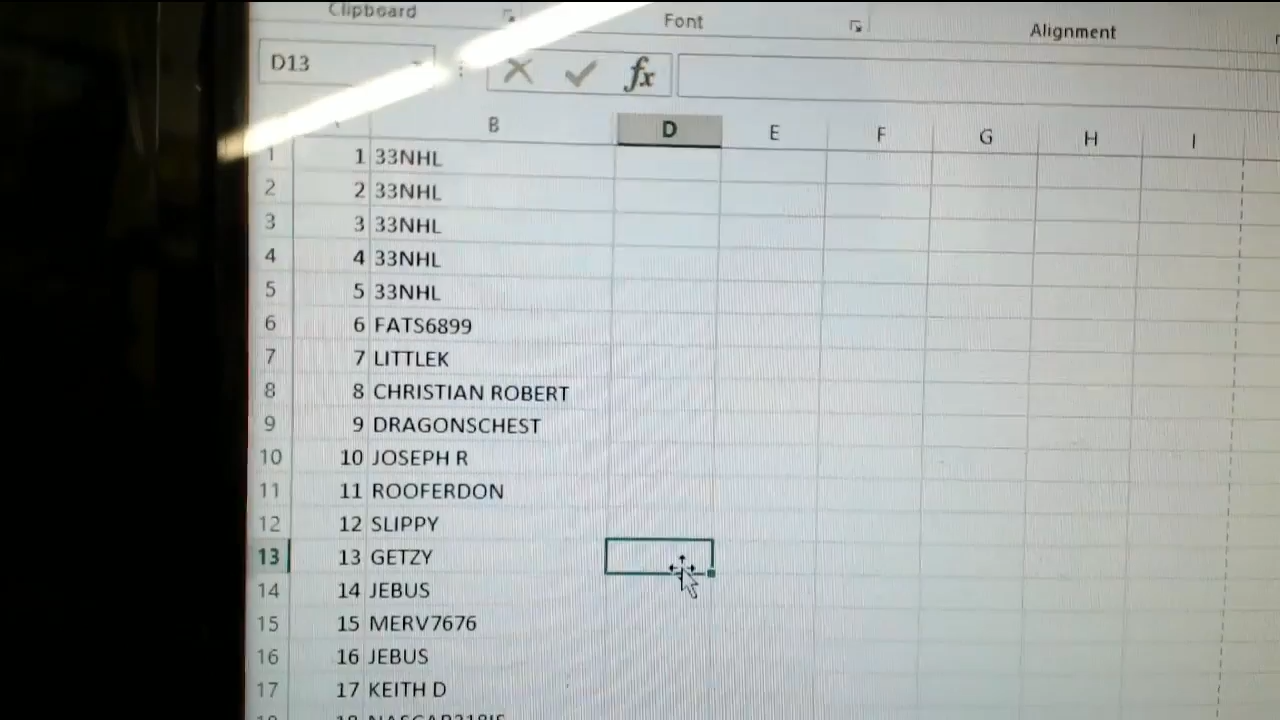 Clipboard Font Alignment
D13 fx
B D E F G H I
1 1 33NHL
2 2 33NHL
3 3 33NHL
4 4 33NHL
5 5 33NHL
6 6 FATS6899
7 7 LITTLEK
8 8 CHRISTIAN ROBERT
9 9 DRAGONSCHEST
10 10 JOSEPH R
11 11 ROOFERDON
12 12 SLIPPY
13 13 GETZY
14 14 JEBUS
15 15 MERV7676
16 16 JEBUS
17 17 KEITH D
18 18